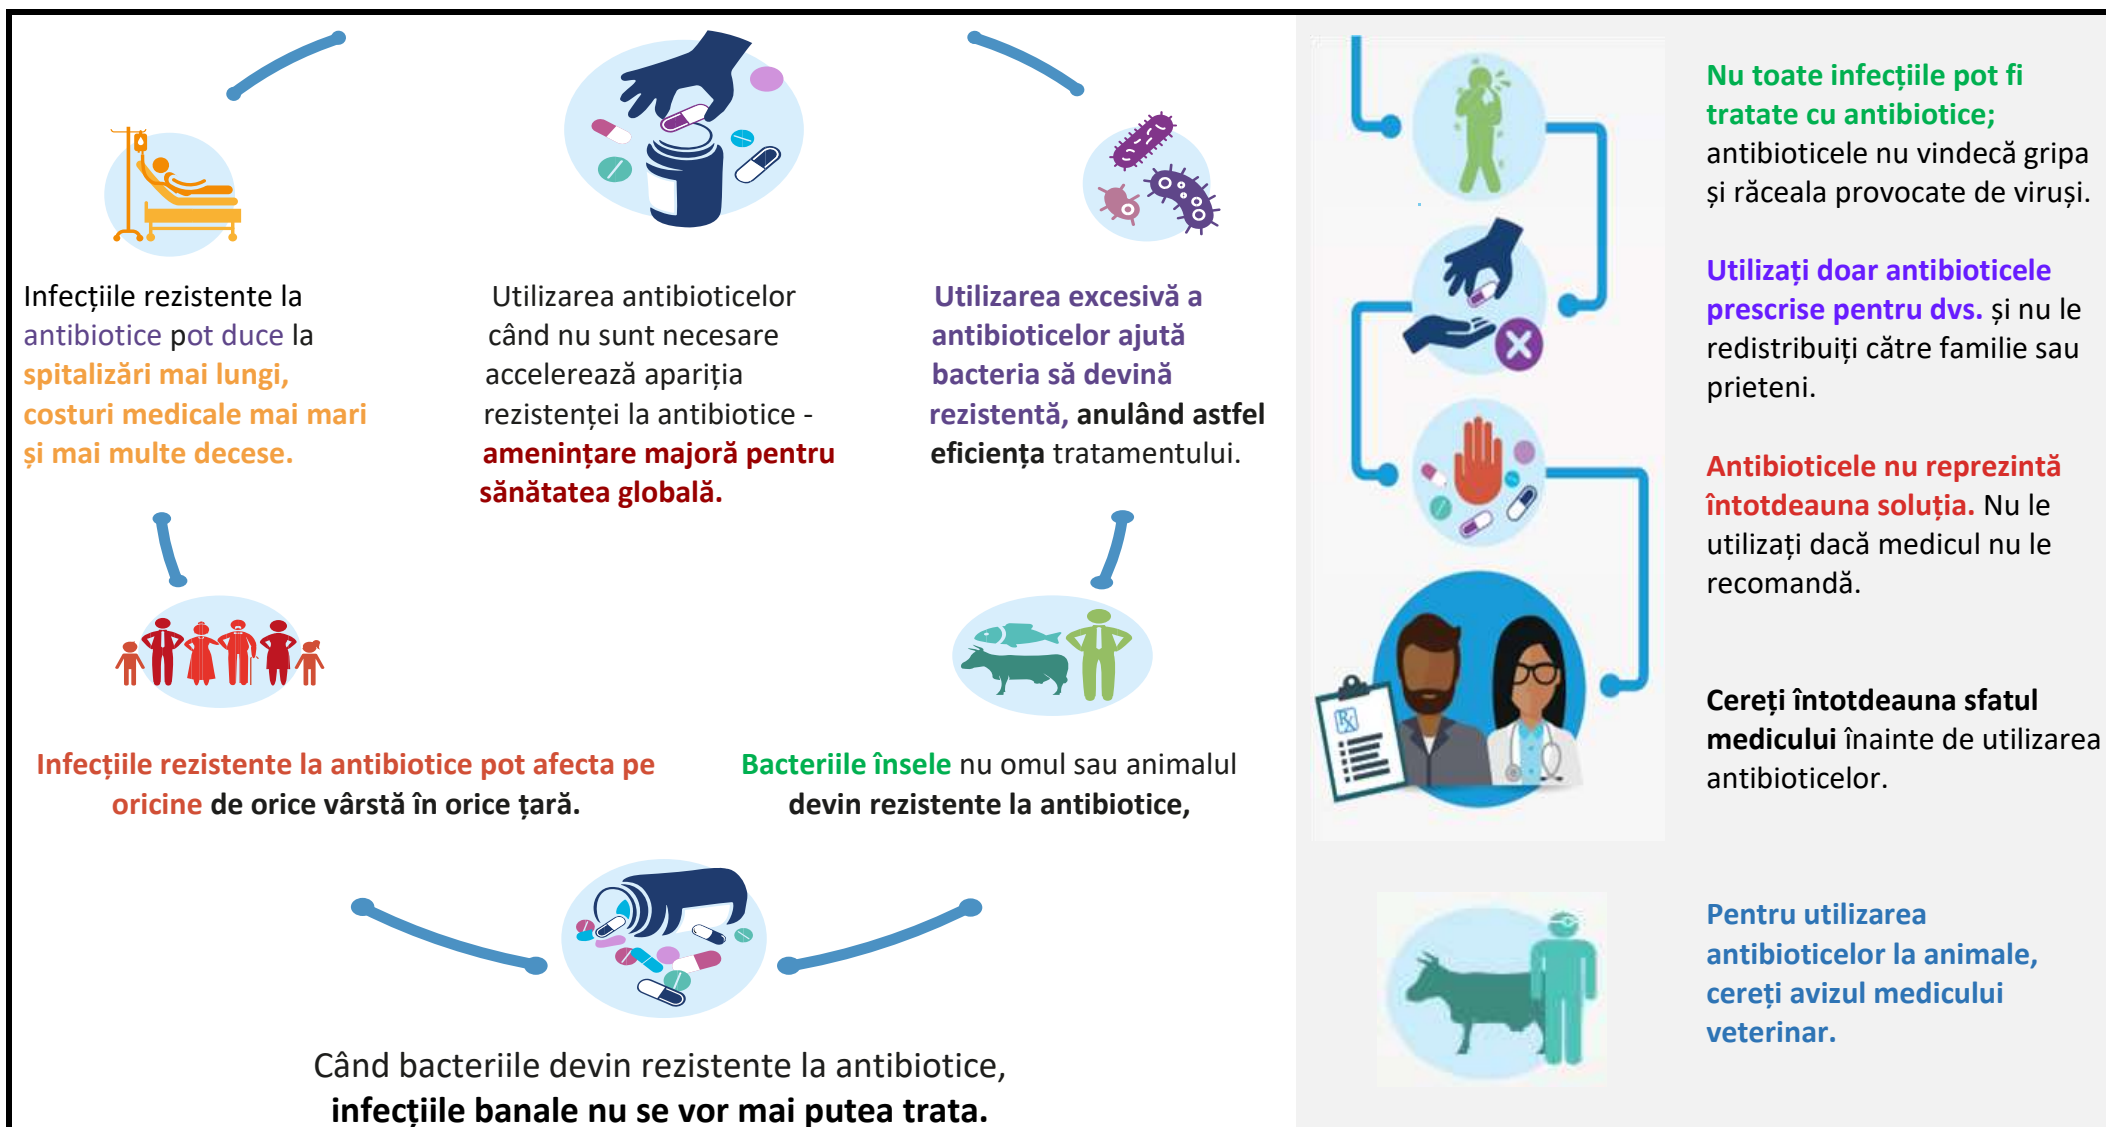 Infecțiile rezistente la
antibiotice pot duce la
spitalizări mai lungi,
costuri medicale mai mari
și mai multe decese.
Utilizarea antibioticelor
când nu sunt necesare
accelerează apariția
rezistenței la antibiotice -
amenințare majoră pentru
sănătatea globală.
Utilizarea excesivă a
antibioticelor ajută
bacteria să devină
rezistentă, anulând astfel
eficiența tratamentului.
Infecțiile rezistente la antibiotice pot afecta pe
oricine de orice vârstă în orice țară.
Bacteriile însele nu omul sau animalul
devin rezistente la antibiotice,
Când bacteriile devin rezistente la antibiotice,
infecțiile banale nu se vor mai putea trata.
Nu toate infecțiile pot fi
tratate cu antibiotice;
antibioticele nu vindecă gripa
și răceala provocate de viruși.
Utilizați doar antibioticele
prescrise pentru dvs. și nu le
redistribuiți către familie sau
prieteni.
Antibioticele nu reprezintă
întotdeauna soluția. Nu le
utilizați dacă medicul nu le
recomandă.
Rx
Cereți întotdeauna sfatul
medicului înainte de utilizarea
antibioticelor.
Pentru utilizarea
antibioticelor la animale,
cereți avizul medicului
veterinar.